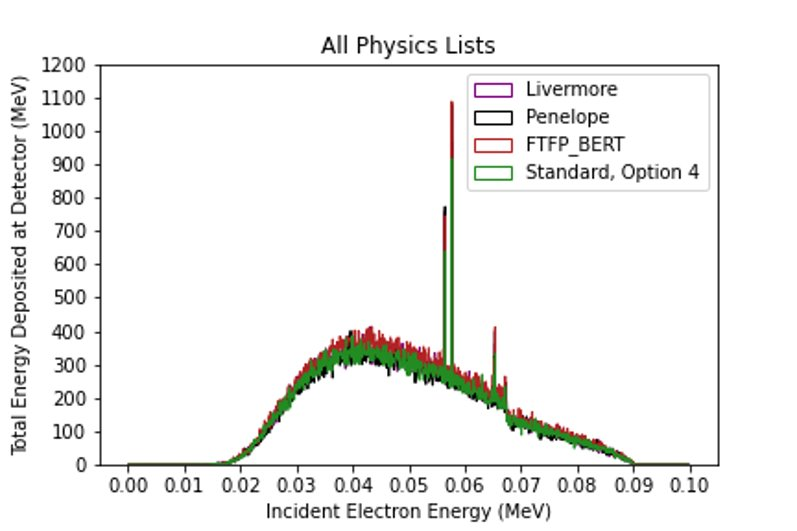 All Physics Lists
Total Energy Deposited at Detector (MeV)
1200
1100
1000
900
800
700
600
500
400
300
200
100
0
Livermore
Penelope
FTFP_BERT
Standard, Option 4
0.00 0.01 0.02 0.03 0.04 0.05 0.06 0.07 0.08 0.09 0.10
Incident Electron Energy (MeV)